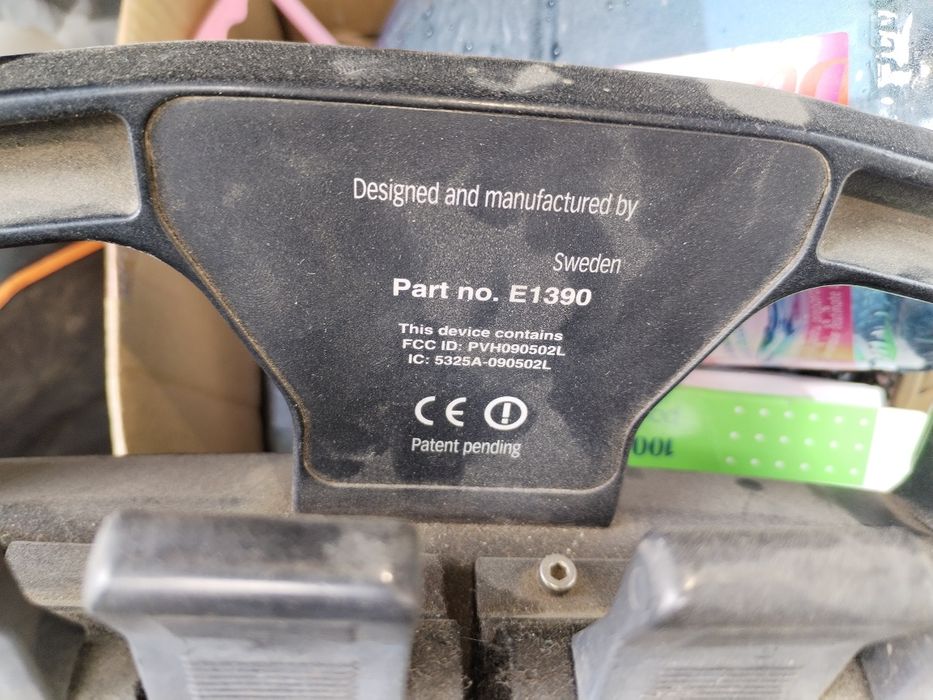 Designed and manufactured by
Sweden
Part no. E1390
This device contains
FCC ID: PVH090502L
IC: 5325A-090502L
CE
Patent pending
100